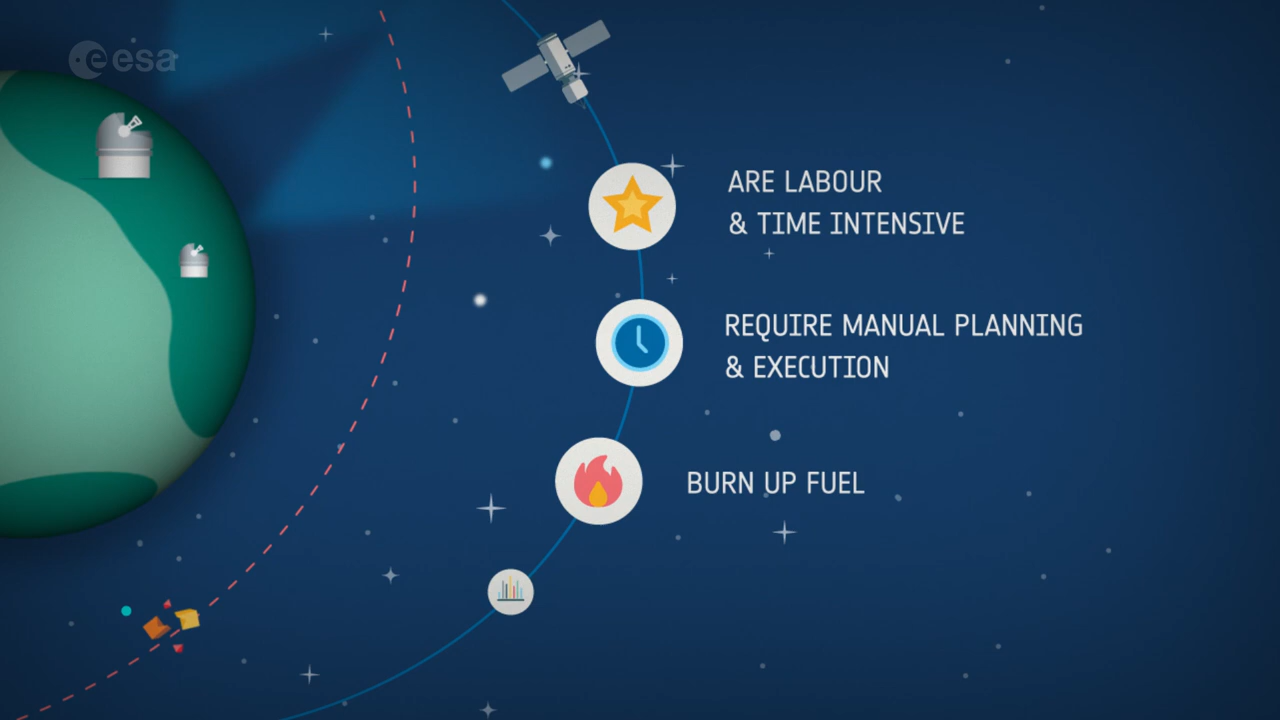 esa
ARE LABOUR
& TIME INTENSIVE
REQUIRE MANUAL PLANNING
& EXECUTION
BURN UP FUEL